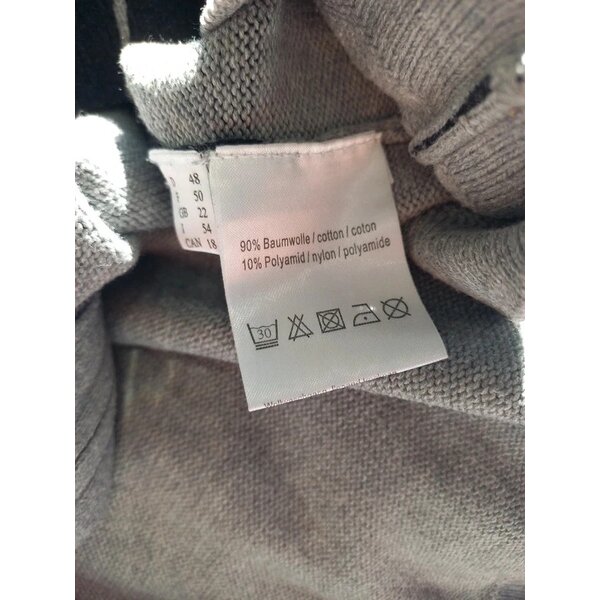 D 48
F 50
GB 22
I 54
CAN 18
90% Baumwolle / cotton / coton
10% Polyamid / nylon / polyamide
30